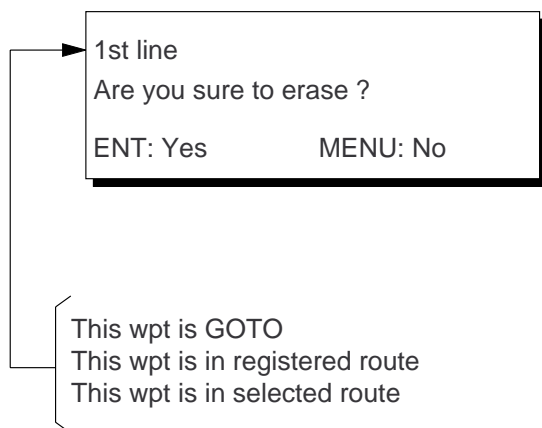 1st line
Are you sure to erase ?
ENT: Yes MENU: No
This wpt is GOTO
This wpt is in registered route
This wpt is in selected route